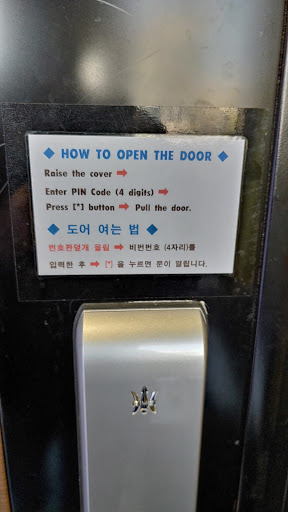 ◆ HOW TO OPEN THE DOOR ◆
Raise the cover ➡
Enter PIN Code (4 digits) ➡
Press [*] button ➡ Pull the door.
◆ 도어 여는 법 ◆
번호판덮개 올림 ➡ 비번번호 (4자리)를
입력한 후 ➡ [*] 을 누르면 문이 열립니다.